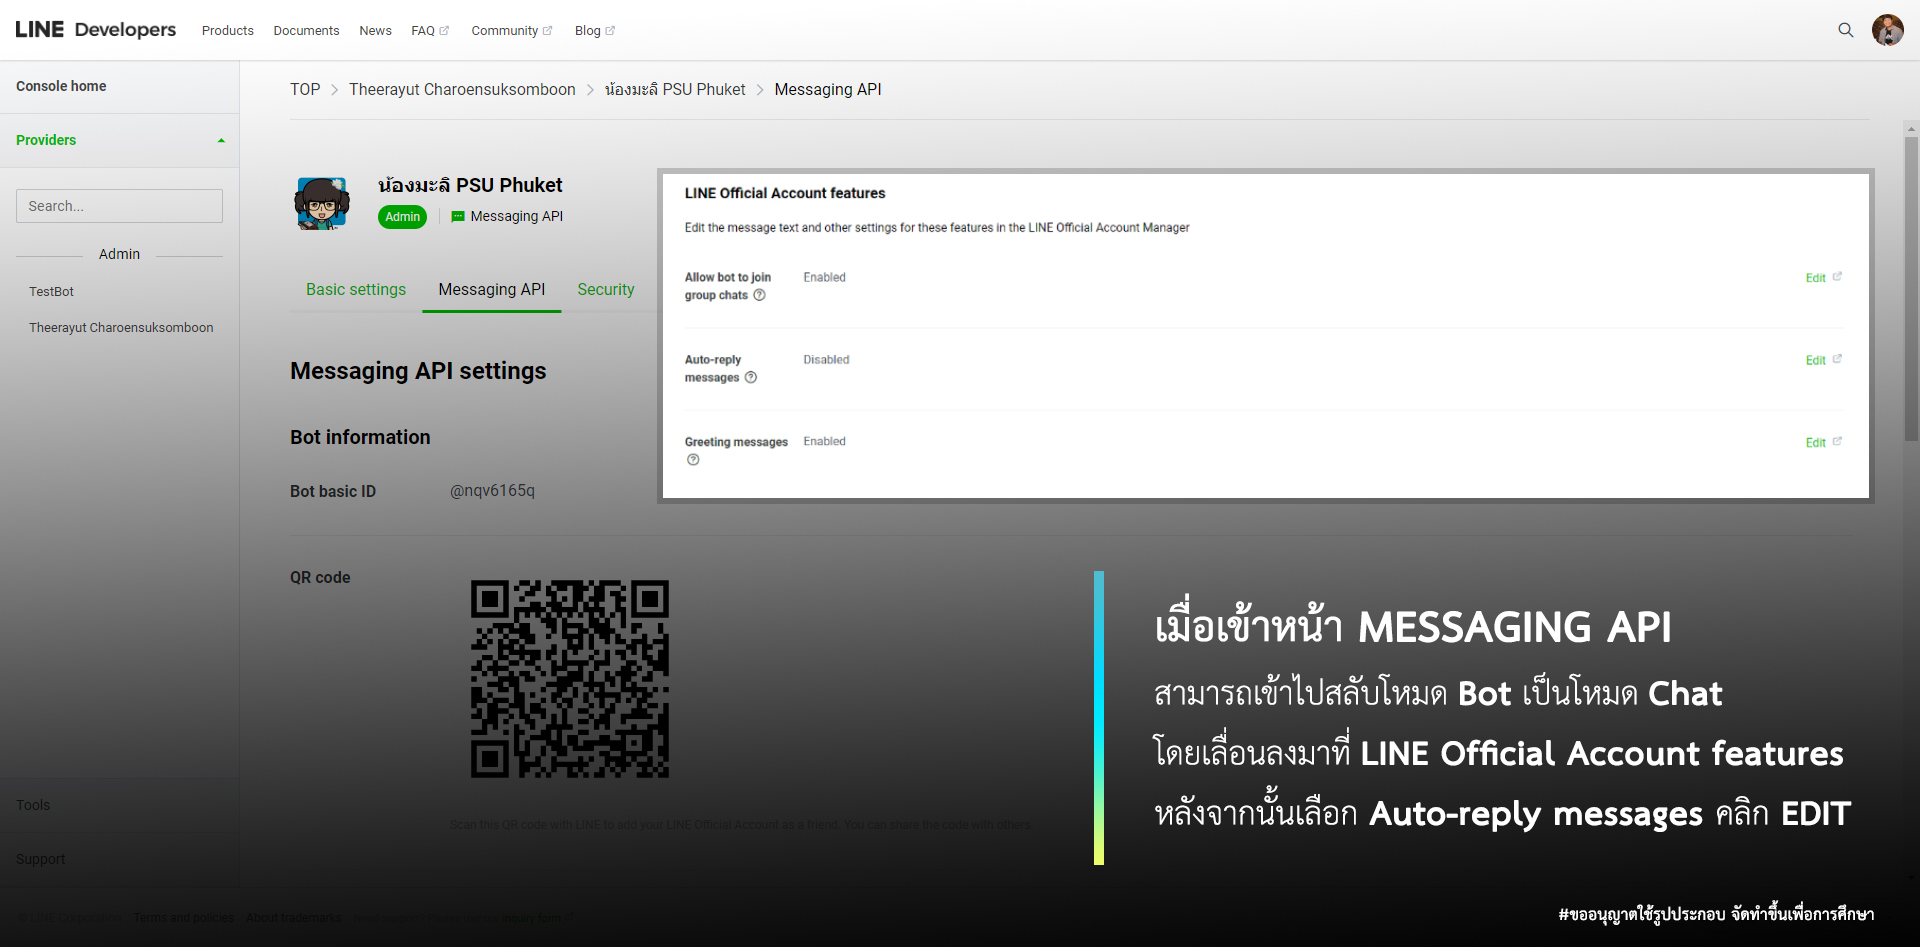 LINE Developers Products Documents News FAQ Community Blog
Console home
Providers
Search...
Admin
TestBot
Theerayut Charoensuksomboon
Tools
Support
TOP > Theerayut Charoensuksomboon > น้องมะลิ PSU Phuket > Messaging API
น้องมะลิ PSU Phuket
Admin Messaging API
Basic settings Messaging API Security
Messaging API settings
Bot information
Bot basic ID @nqv6165q
QR code
Scan this QR code with LINE to add your LINE Official Account as a friend. You can share the code with others
LINE Official Account features
Edit the message text and other settings for these features in the LINE Official Account Manager
Allow bot to join Enabled Edit
group chats
Auto-reply Disabled Edit
messages
Greeting messages Enabled Edit
เมื่อเข้าหน้า MESSAGING API
สามารถเข้าไปสลับโหมด Bot เป็นโหมด Chat
โดยเลื่อนลงมาที่ LINE Official Account features
หลังจากนั้นเลือก Auto-reply messages คลิก EDIT
© LINE Corporation Terms and policies About trademarks
#ขออนุญาตใช้รูปประกอบ จัดทำขึ้นเพื่อการศึกษา